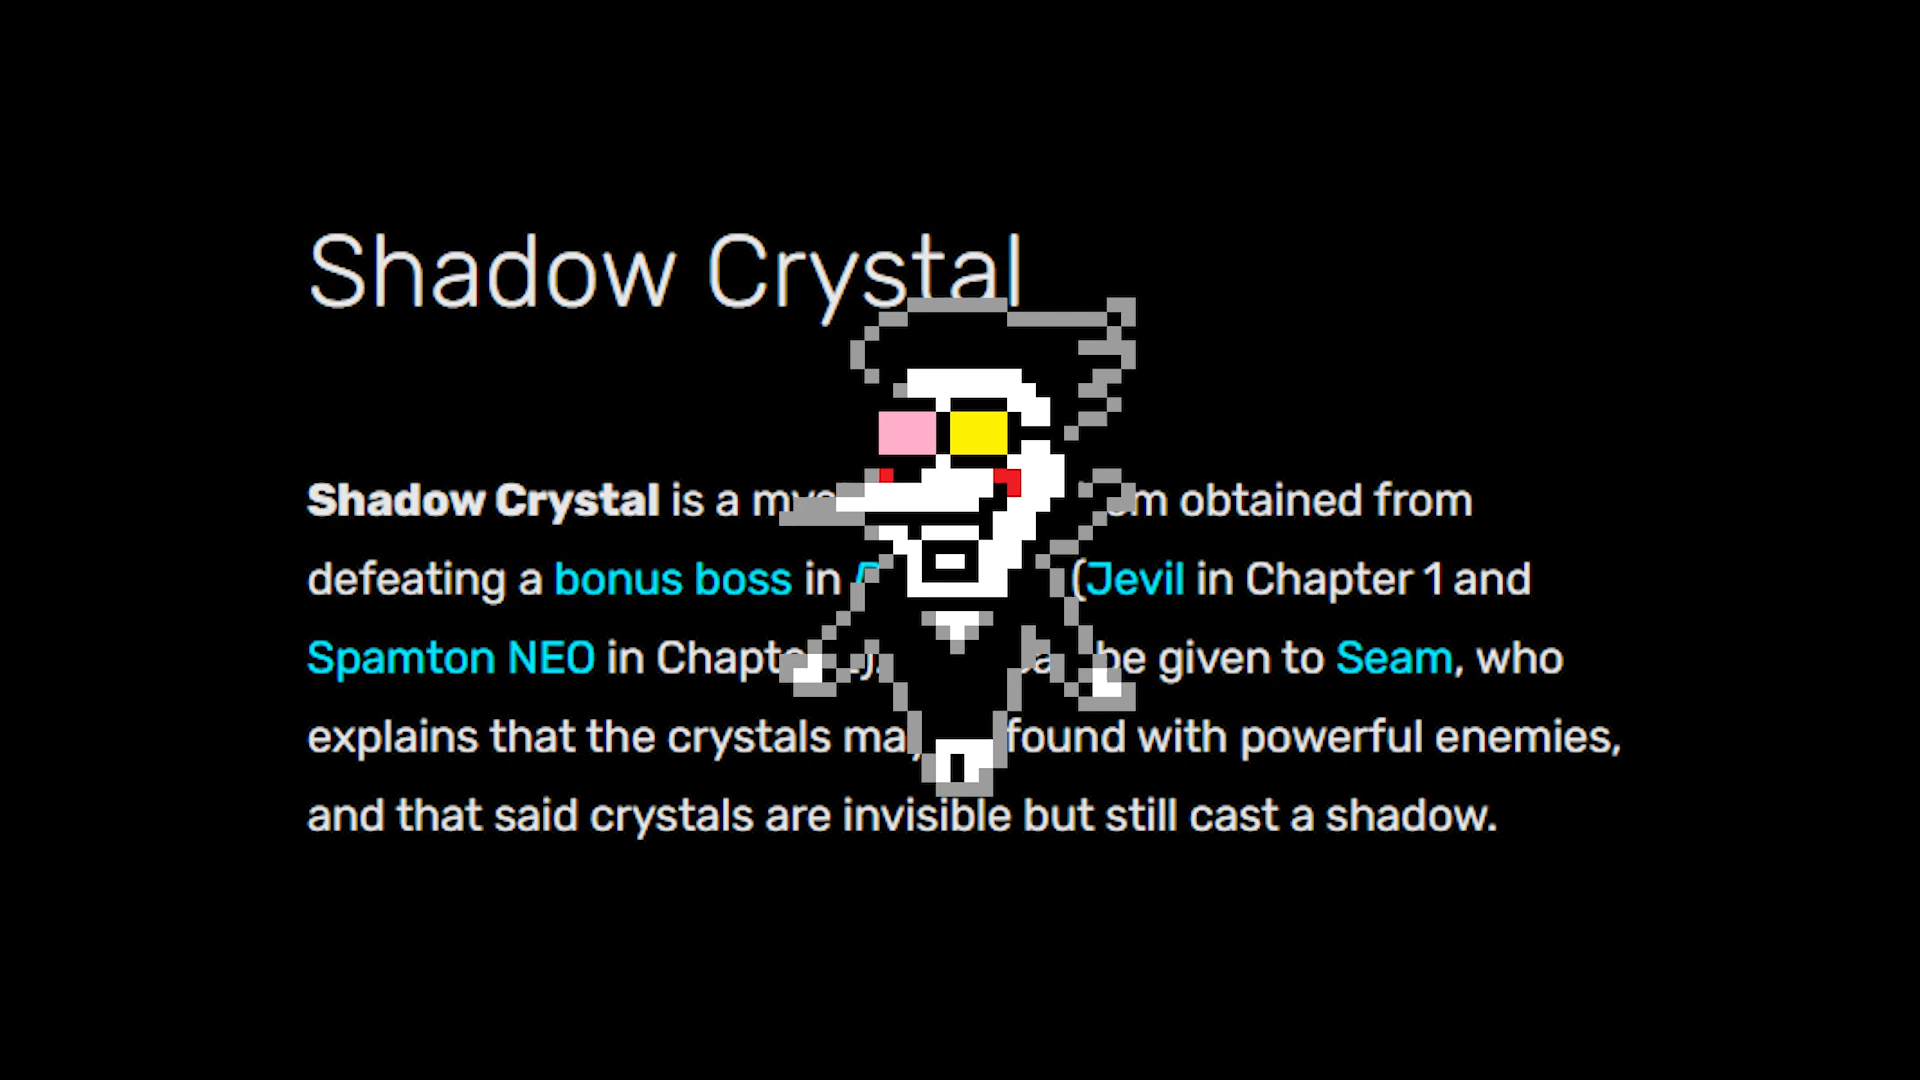 Shadow Crystal
Shadow Crystal is a obtained from
defeating a bonus boss in (Jevil in Chapter 1 and
Spamton NEO in be given to Seam, who
explains that the crystals found with powerful enemies,
and that said crystals are invisible but still cast a shadow.